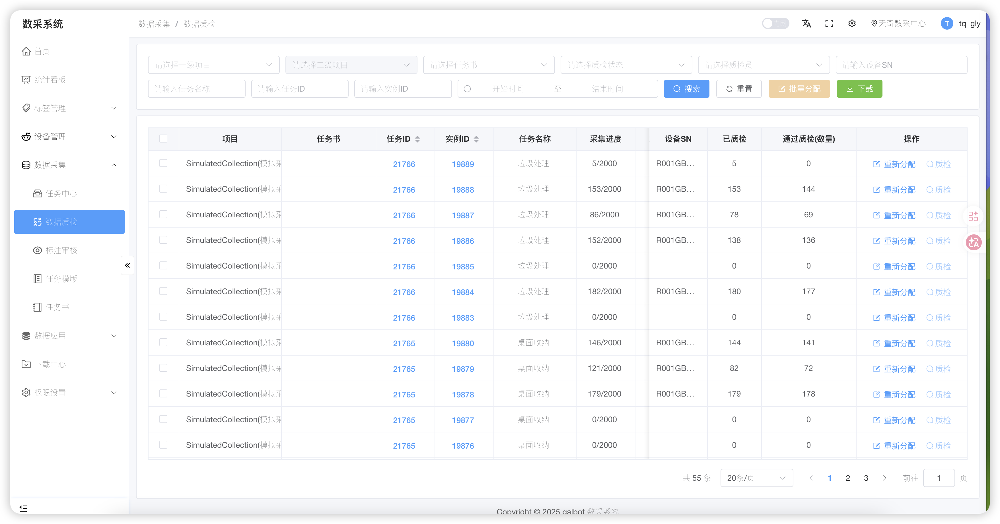 数采系统
数据采集 / 数据质检
内网
天奇数采中心
T
tq_gly
首页
统计看板
标签管理
设备管理
数据采集
任务中心
数据质检
标注审核
任务模版
任务书
数据应用
下载中心
权限设置
请选择一级项目 请选择二级项目 请选择任务书 请选择质检状态 请选择质检员 请输入设备SN
请输入任务名称 请输入任务ID 请输入实例ID 开始时间 至 结束时间 搜索 重置 批量分配 下载
项目 任务书 任务ID 实例ID 任务名称 采集进度 设备SN 已质检 通过质检(数量) 操作
SimulatedCollection(模拟采 21766 19889 垃圾处理 5/2000 R001GB... 5 0 重新分配 质检
SimulatedCollection(模拟采 21766 19888 垃圾处理 153/2000 R001GB... 153 144 重新分配 质检
SimulatedCollection(模拟采 21766 19887 垃圾处理 86/2000 R001GB... 78 69 重新分配 质检
SimulatedCollection(模拟采 21766 19886 垃圾处理 152/2000 R001GB... 138 136 重新分配 质检
SimulatedCollection(模拟采 21766 19885 垃圾处理 0/2000 0 0 重新分配 质检
SimulatedCollection(模拟采 21766 19884 垃圾处理 182/2000 R001GB... 180 177 重新分配 质检
SimulatedCollection(模拟采 21766 19883 垃圾处理 0/2000 0 0 重新分配 质检
SimulatedCollection(模拟采 21765 19880 桌面收纳 146/2000 R001GB... 144 141 重新分配 质检
SimulatedCollection(模拟采 21765 19879 桌面收纳 121/2000 R001GB... 82 72 重新分配 质检
SimulatedCollection(模拟采 21765 19878 桌面收纳 179/2000 R001GB... 179 178 重新分配 质检
SimulatedCollection(模拟采 21765 19877 桌面收纳 0/2000 0 0 重新分配 质检
SimulatedCollection(模拟采 21765 19876 桌面收纳 0/2000 0 0 重新分配 质检
共 55 条 20条/页 1 2 3 前往 1 页
Copyright © 2025 galbot 数采系统